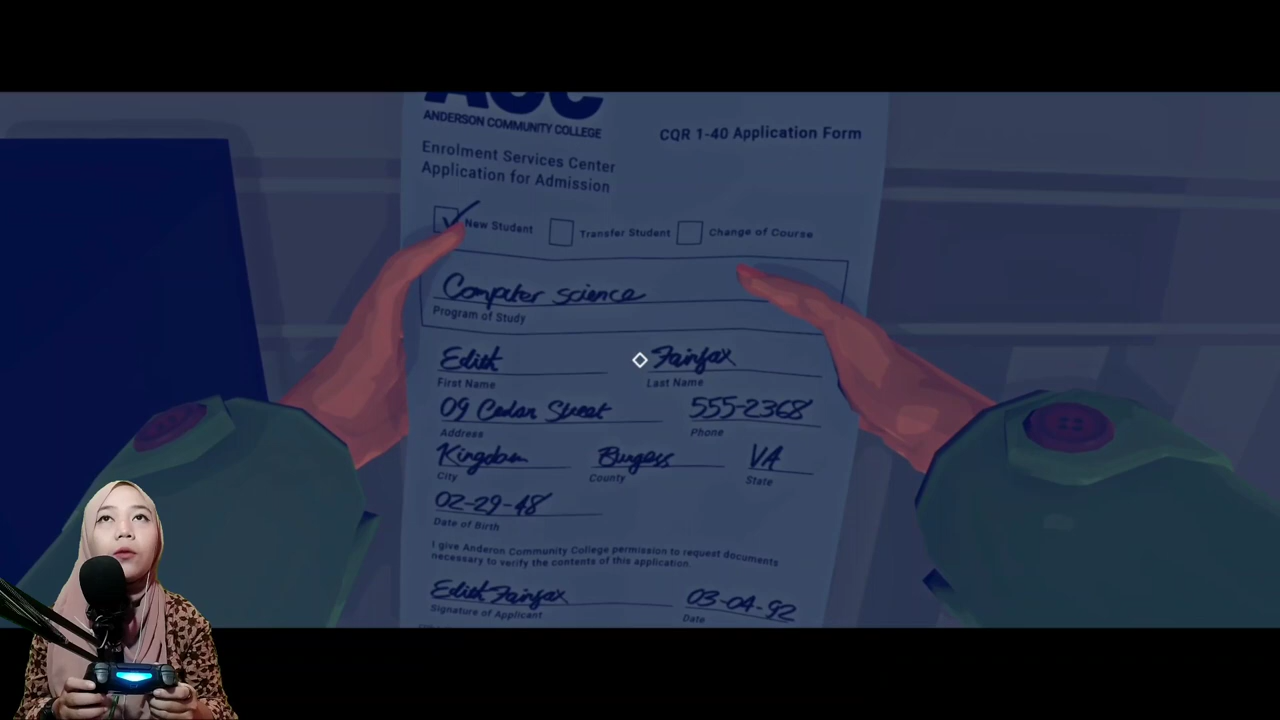 ACC
ANDERSON COMMUNITY COLLEGE
CQR 1-40 Application Form
Enrolment Services Center
Application for Admission
New Student
Transfer Student
Change of Course
Computer science
Program of Study
Edith
Fairfax
First Name
Last Name
09 Cedar Street
555-2368
Address
Phone
Kingdom
Burgess
VA
City
County
State
02-29-48
Date of Birth
I give Anderon Community College permission to request documents
necessary to verify the contents of this application.
Edith Fairfax
03-04-92
Signature of Applicant
Date